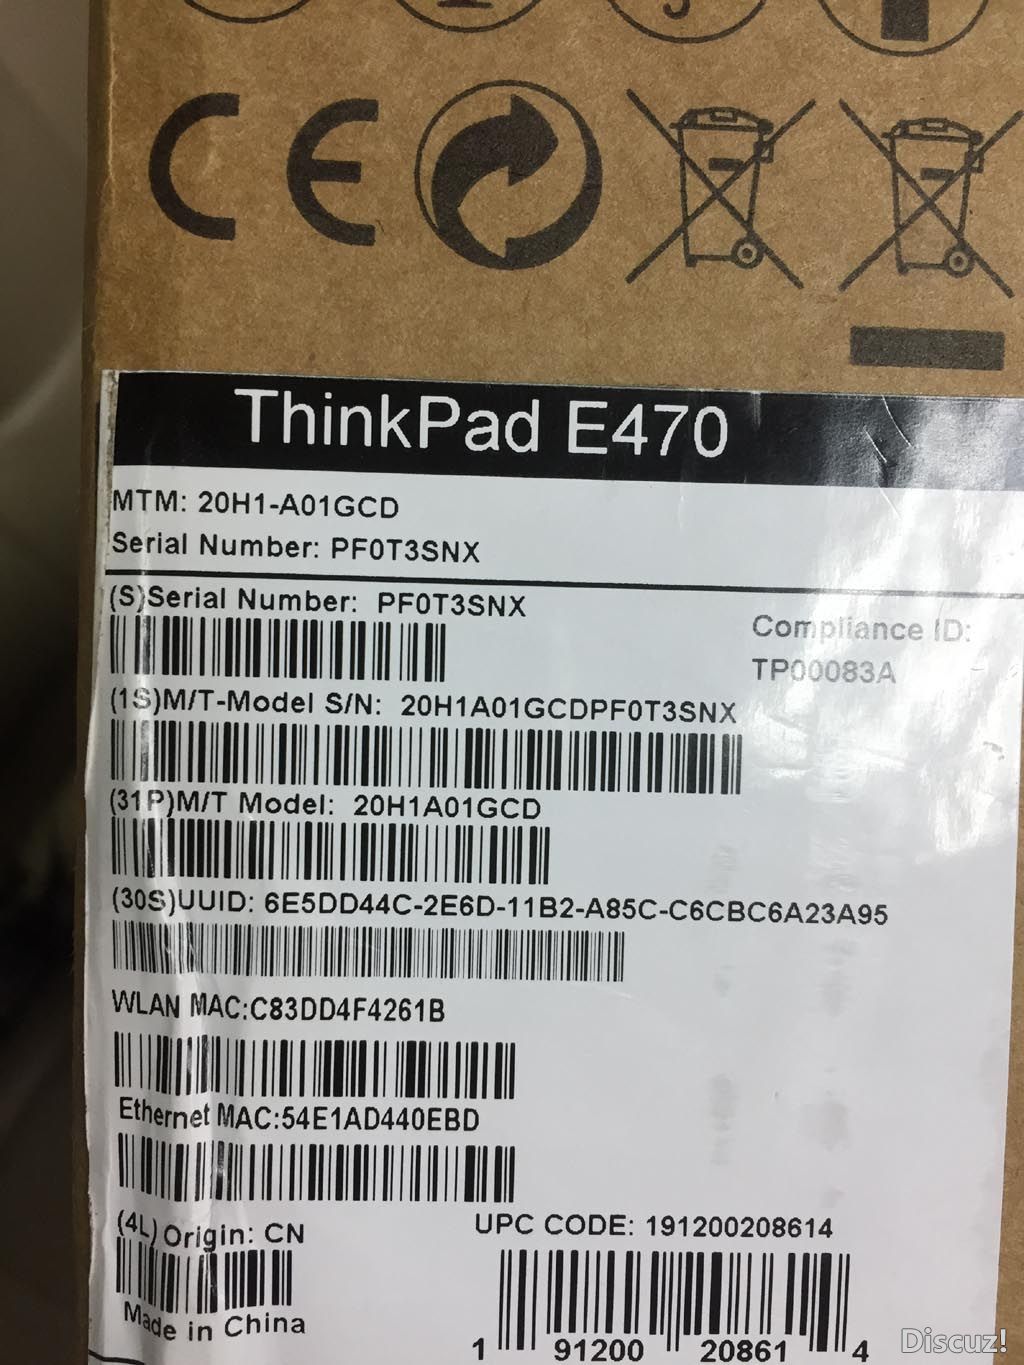 CE
ThinkPad E470
MTM: 20H1-A01GCD
Serial Number: PF0T3SNX
(S)Serial Number: PF0T3SNX
Compliance ID:
TP00083A
(1S)M/T-Model S/N: 20H1A01GCDPF0T3SNX
(31P)M/T Model: 20H1A01GCD
(30S)UUID: 6E5DD44C-2E6D-11B2-A85C-C6CBC6A23A95
WLAN MAC:C83DD4F4261B
Ethernet MAC:54E1AD440EBD
(4L) Origin: CN
UPC CODE: 191200208614
Made in China
1 91200 20861 4
Discuz!